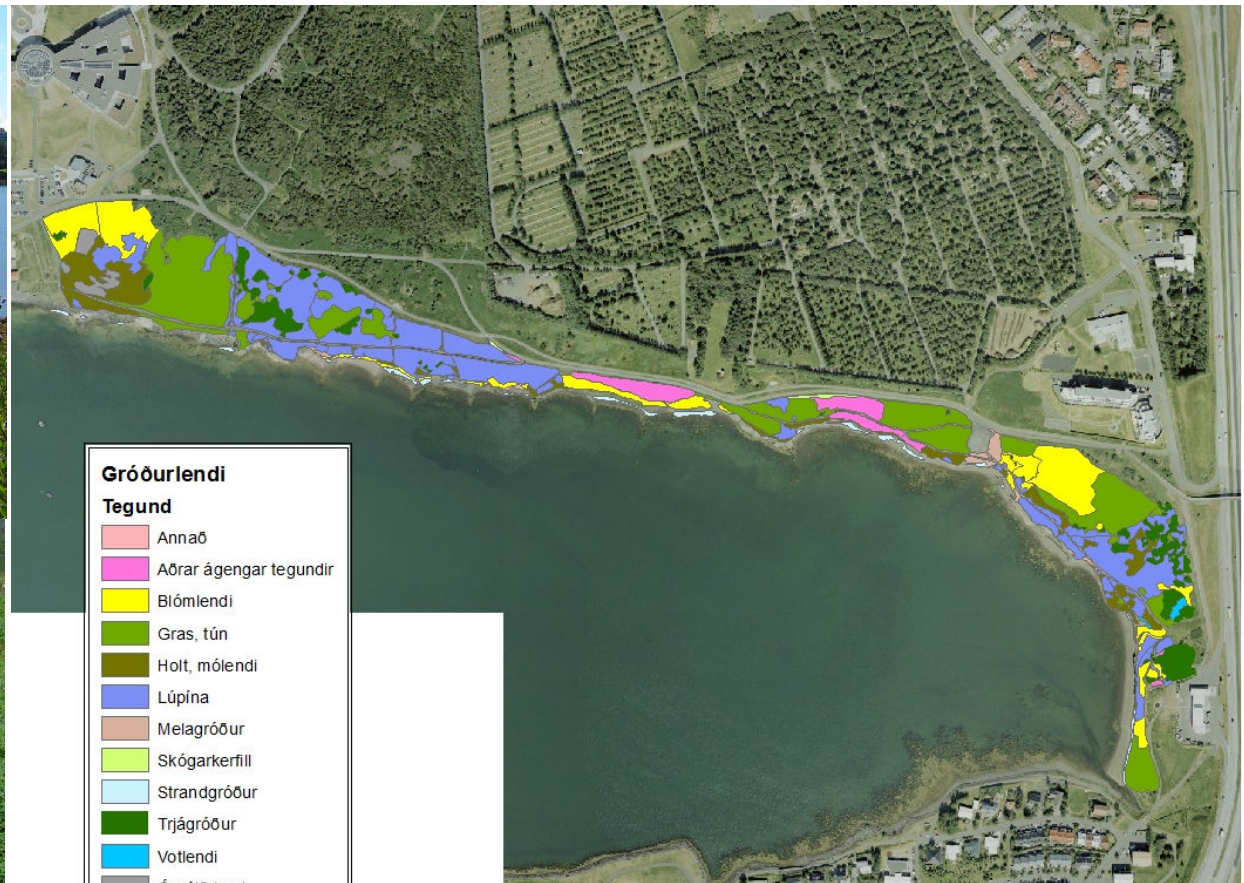 Gróðurlendi
Tegund
Annað
Aðrar ágengar tegundir
Blómlendi
Gras, tún
Holt, mólendi
Lúpína
Melagróður
Skógarkerfill
Strandgróður
Trjágróður
Votlendi